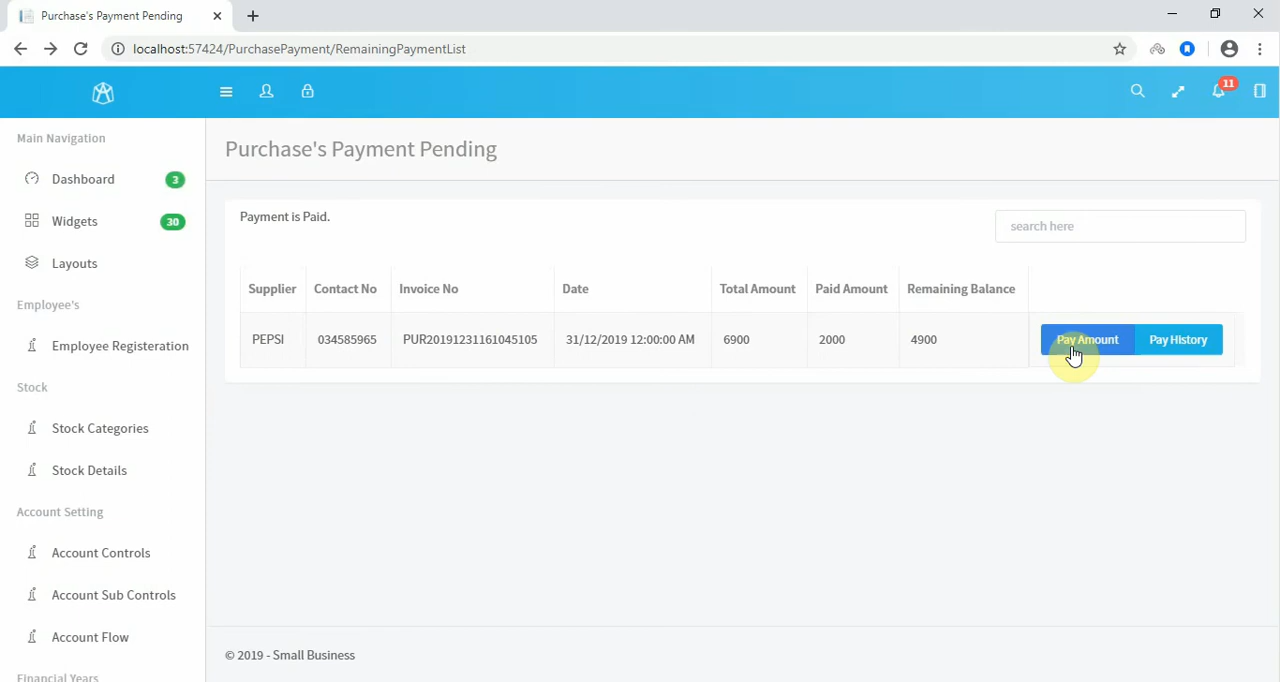 Purchase's Payment Pending
localhost:57424/PurchasePayment/RemainingPaymentList
11
Main Navigation
Dashboard 3
Widgets 30
Layouts
Employee's
Employee Registeration
Stock
Stock Categories
Stock Details
Account Setting
Account Controls
Account Sub Controls
Account Flow
Financial Years
Purchase's Payment Pending
Payment is Paid.
search here
Supplier Contact No Invoice No Date Total Amount Paid Amount Remaining Balance
PEPSI 034585965 PUR20191231161045105 31/12/2019 12:00:00 AM 6900 2000 4900 Pay Amount Pay History
© 2019 - Small Business